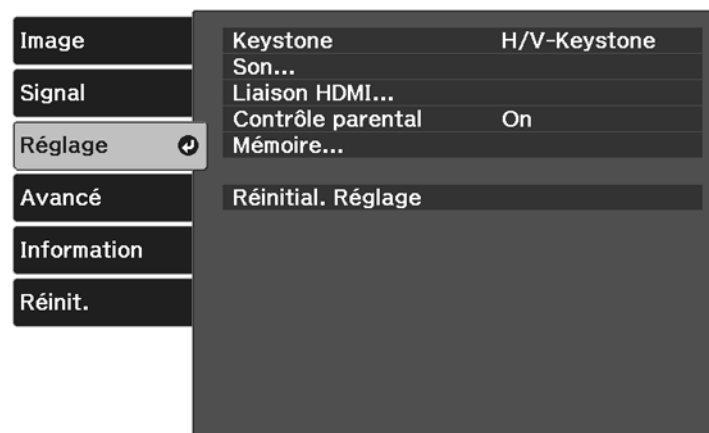 Image
Signal
Réglage
Avancé
Information
Réinit.
Keystone H/V-Keystone
Son...
Liaison HDMI...
Contrôle parental On
Mémoire...
Réinitial. Réglage